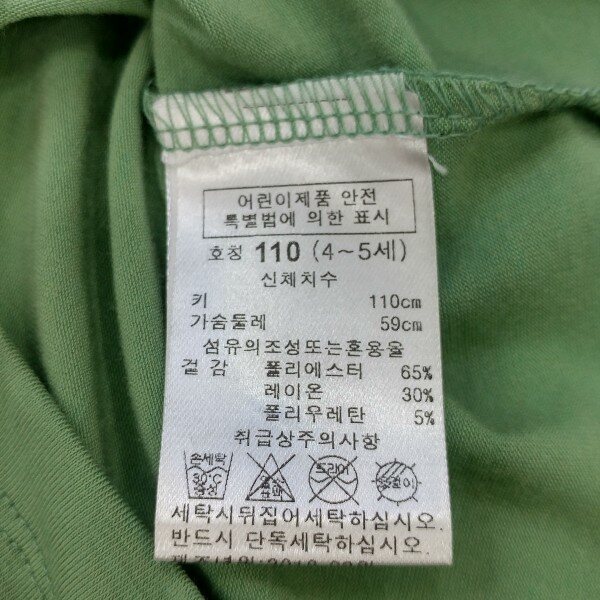 어린이제품 안전
특별법에 의한 표시
호칭 110 (4~5세)
신체치수
키 110cm
가슴둘레 59cm
섬유의조성또는혼용율
겉 감 폴리에스터 65%
레이온 30%
폴리우레탄 5%
취급상주의사항
손세탁
30℃
중성
드라이
세탁시뒤집어세탁하십시오.
반드시 단독세탁하십시오.